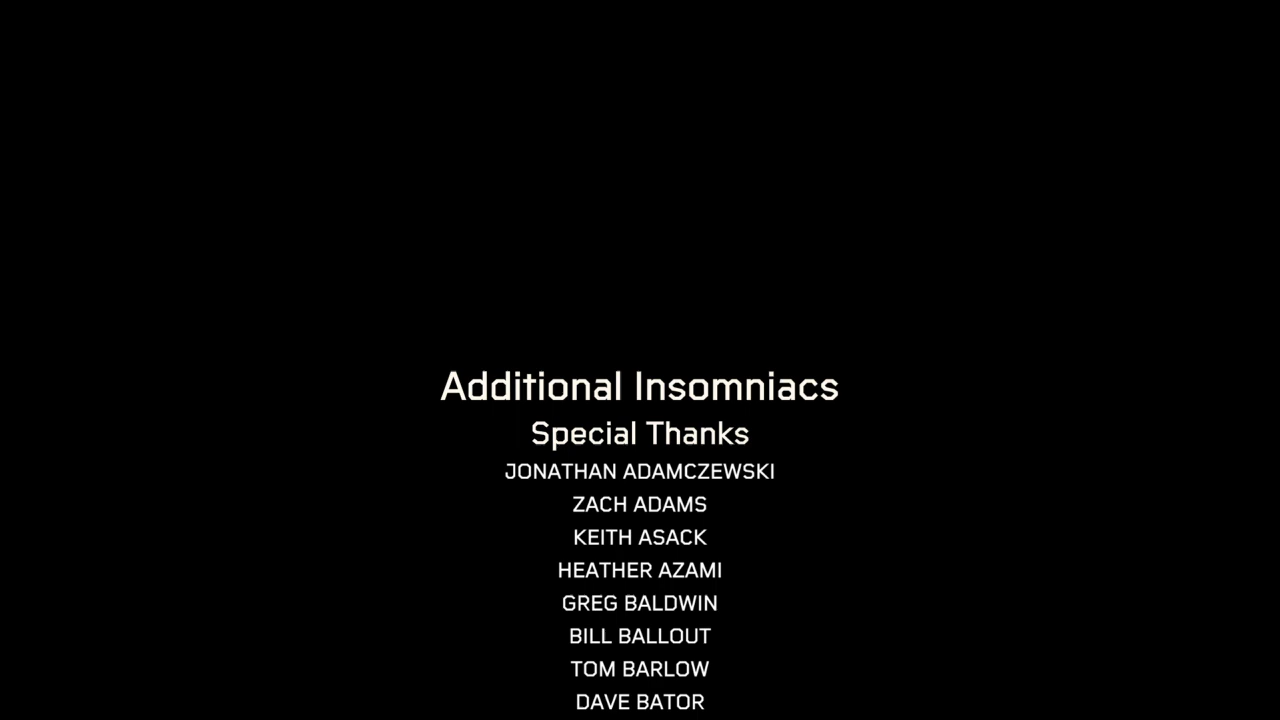 Additional Insomniacs
Special Thanks
JONATHAN ADAMCZEWSKI
ZACH ADAMS
KEITH ASACK
HEATHER AZAMI
GREG BALDWIN
BILL BALLOUT
TOM BARLOW
DAVE BATOR